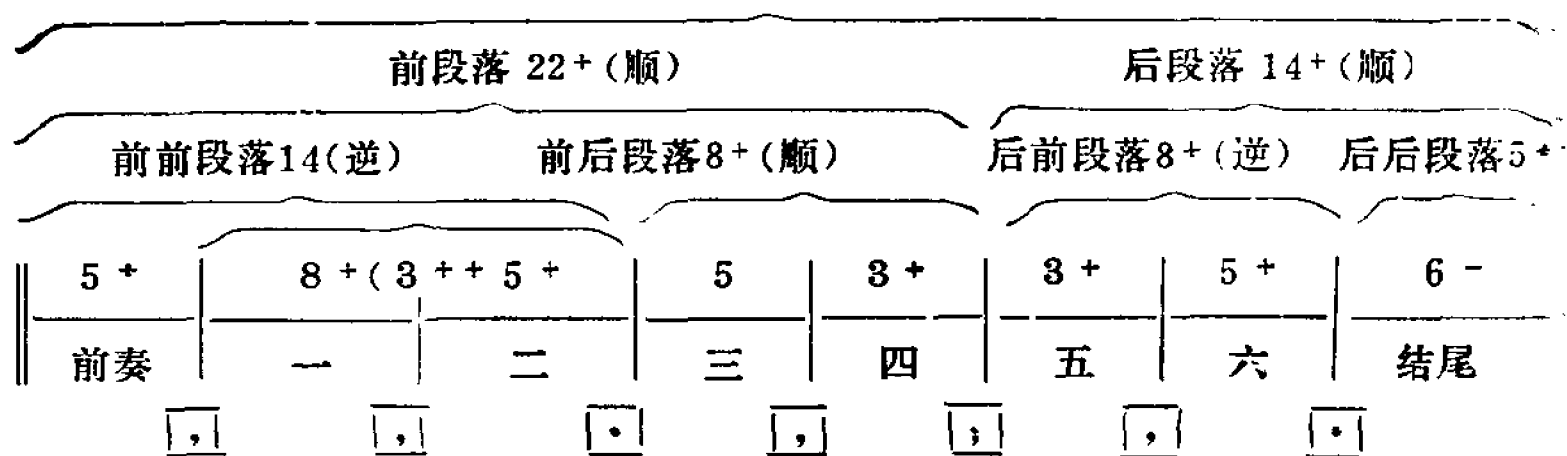 前段落 22+(顺) 后段落 14+(顺)
前前段落14(逆) 前后段落8+(顺) 后前段落8+(逆) 后后段落5+
5+ 8+(3++5+ 5 3+ 3+ 5+ 6-
前奏 一 二 三 四 五 六 结尾
, , . , ; , .